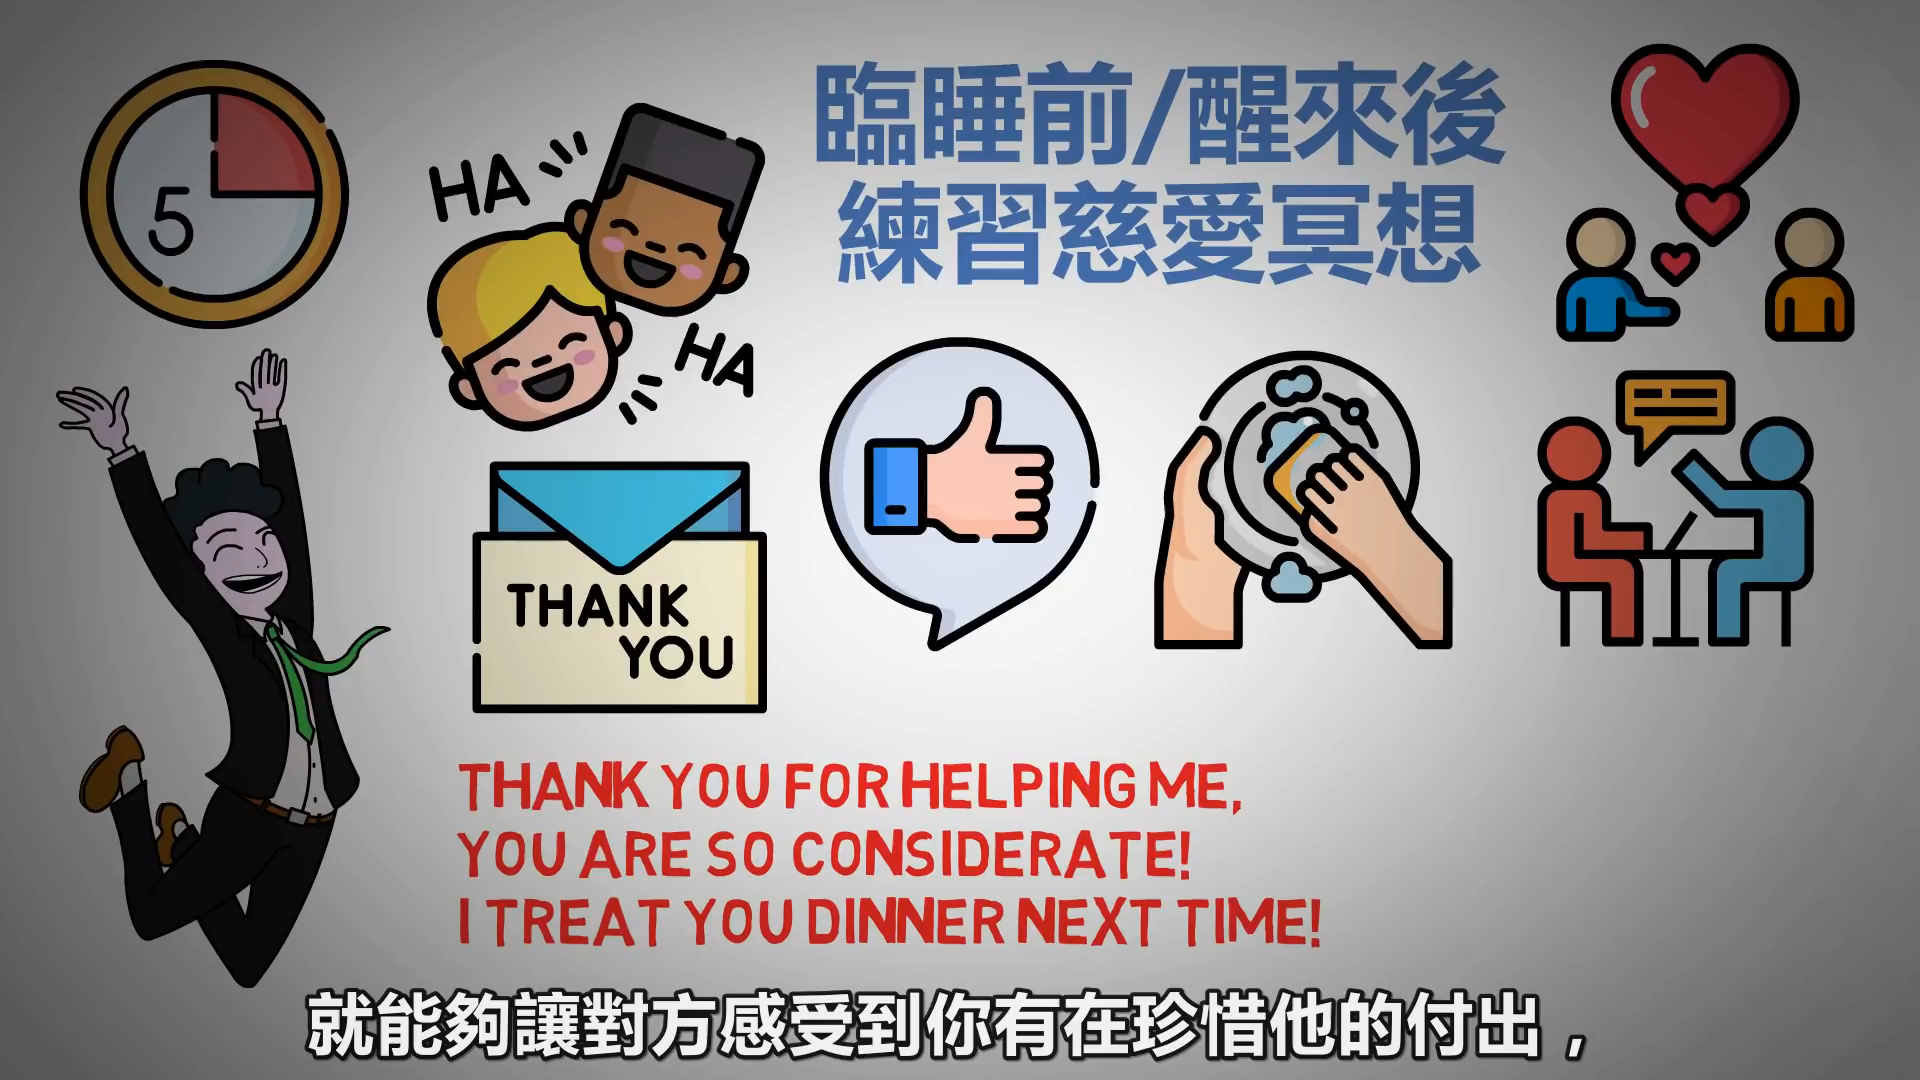 5
HA
HA
臨睡前/醒來後
練習慈愛冥想
THANK
YOU
THANK YOU FOR HELPING ME,
YOU ARE SO CONSIDERATE!
I TREAT YOU DINNER NEXT TIME!
就能夠讓對方感受到你有在珍惜他的付出，